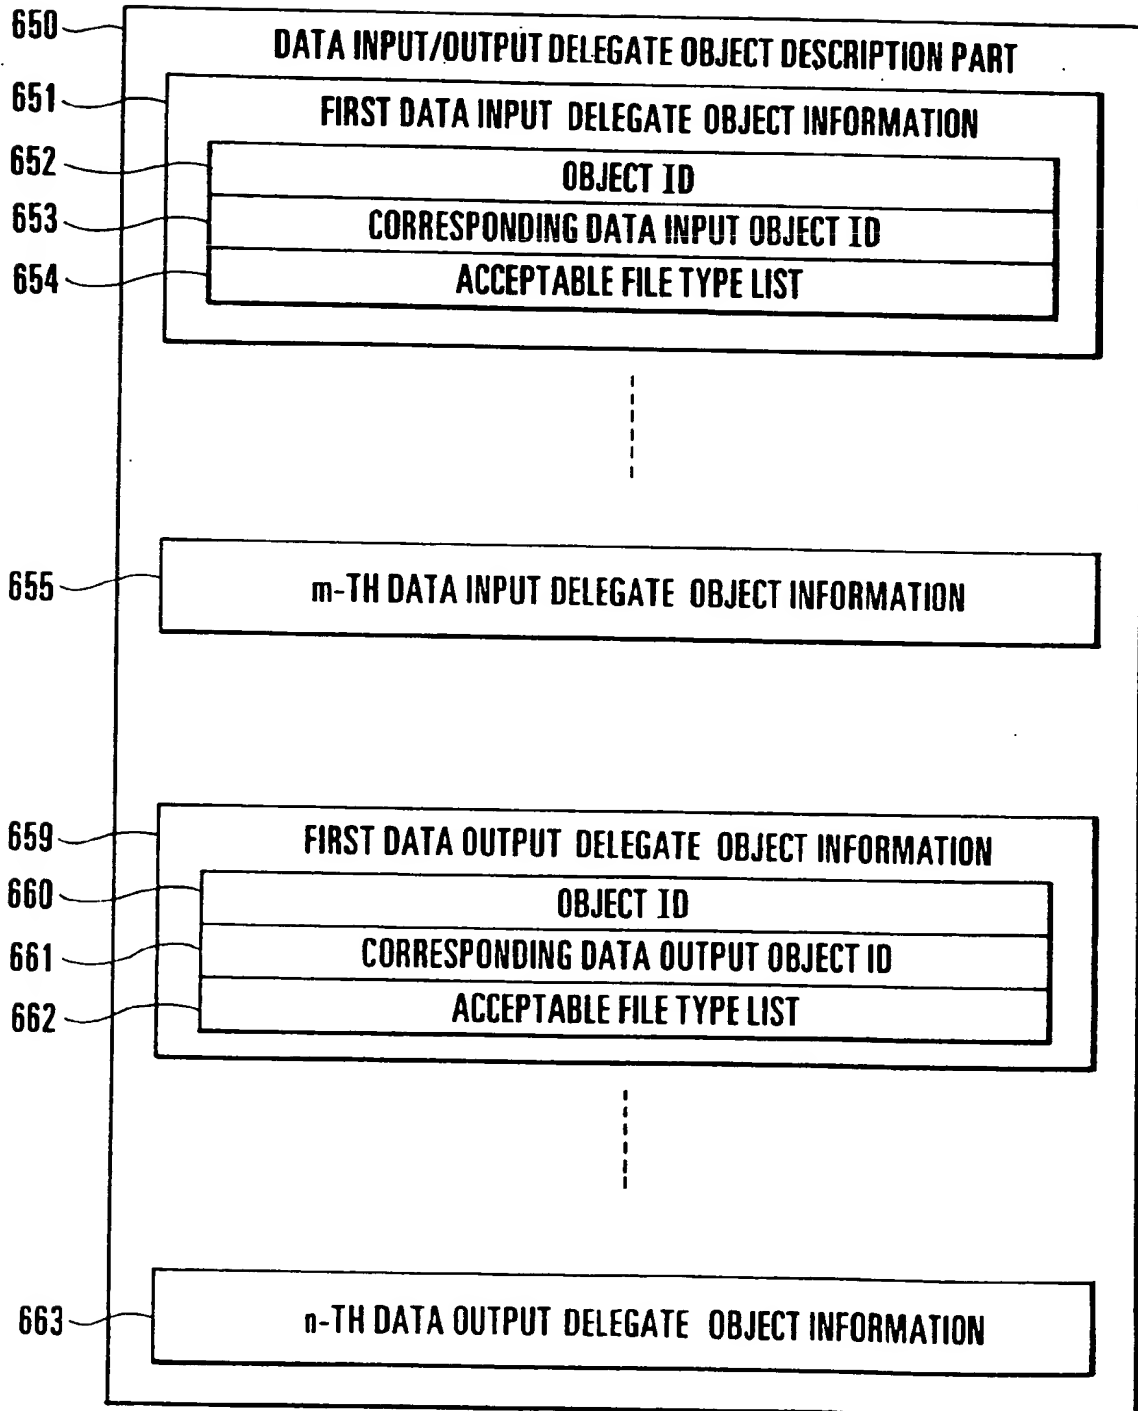 650 DATA INPUT/OUTPUT DELEGATE OBJECT DESCRIPTION PART
651 FIRST DATA INPUT DELEGATE OBJECT INFORMATION
652 OBJECT ID
653 CORRESPONDING DATA INPUT OBJECT ID
654 ACCEPTABLE FILE TYPE LIST
655 m-TH DATA INPUT DELEGATE OBJECT INFORMATION
659 FIRST DATA OUTPUT DELEGATE OBJECT INFORMATION
660 OBJECT ID
661 CORRESPONDING DATA OUTPUT OBJECT ID
662 ACCEPTABLE FILE TYPE LIST
663 n-TH DATA OUTPUT DELEGATE OBJECT INFORMATION